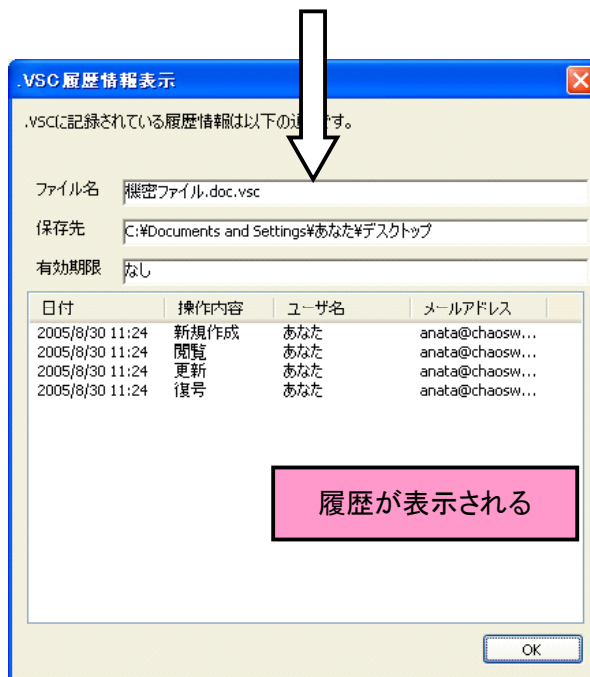 .VSC履歴情報表示
.VSCに記録されている履歴情報は以下の通りです。
ファイル名 機密ファイル.doc.vsc
保存先 C:¥Documents and Settings¥あなた¥デスクトップ
有効期限 なし
日付 操作内容 ユーザ名 メールアドレス
2005/8/30 11:24 新規作成 あなた anata@chaosw...
2005/8/30 11:24 閲覧 あなた anata@chaosw...
2005/8/30 11:24 更新 あなた anata@chaosw...
2005/8/30 11:24 復号 あなた anata@chaosw...
履歴が表示される
OK